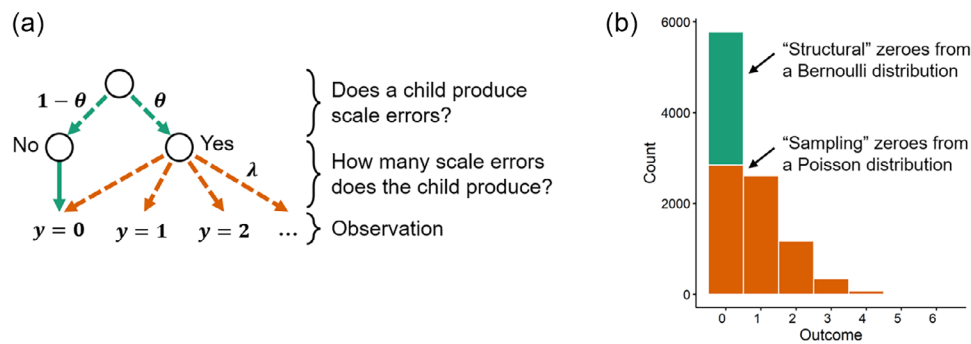 (a)
1 − θ
θ
No
Yes
λ
y = 0
y = 1
y = 2
...
Does a child produce
scale errors?
How many scale errors
does the child produce?
Observation
(b)
6000
4000
2000
0
Count
0 1 2 3 4 5 6
Outcome
“Structural” zeroes from
a Bernoulli distribution
“Sampling” zeroes from
a Poisson distribution